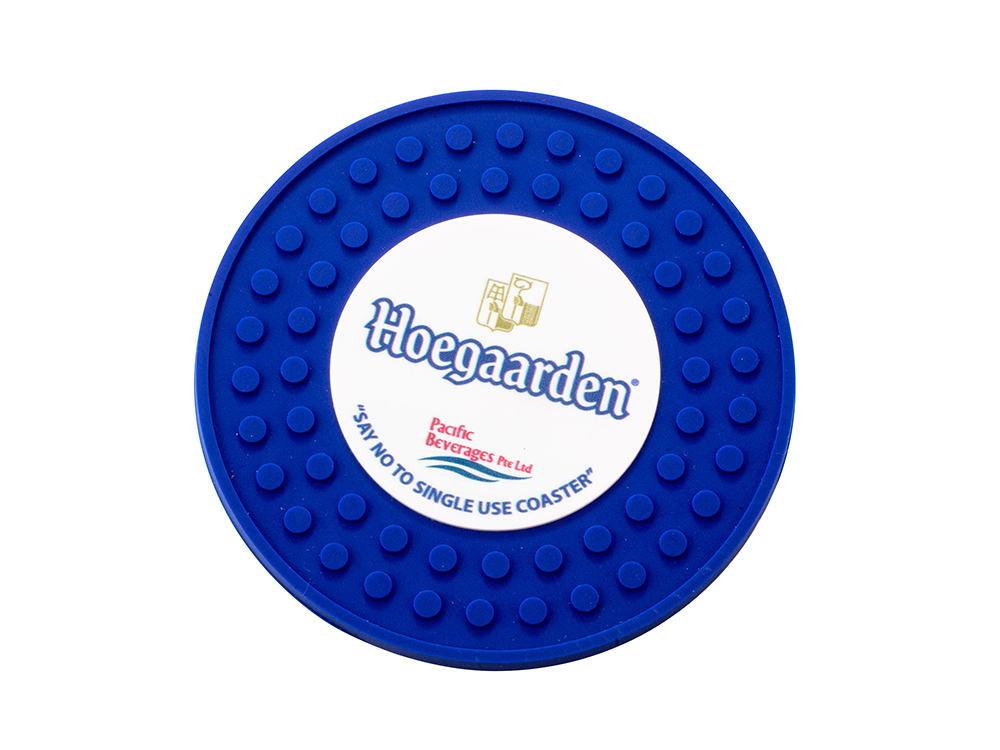 Hoegaarden®
Pacific
Beverages Pte Ltd
“SAY NO TO SINGLE USE COASTER”